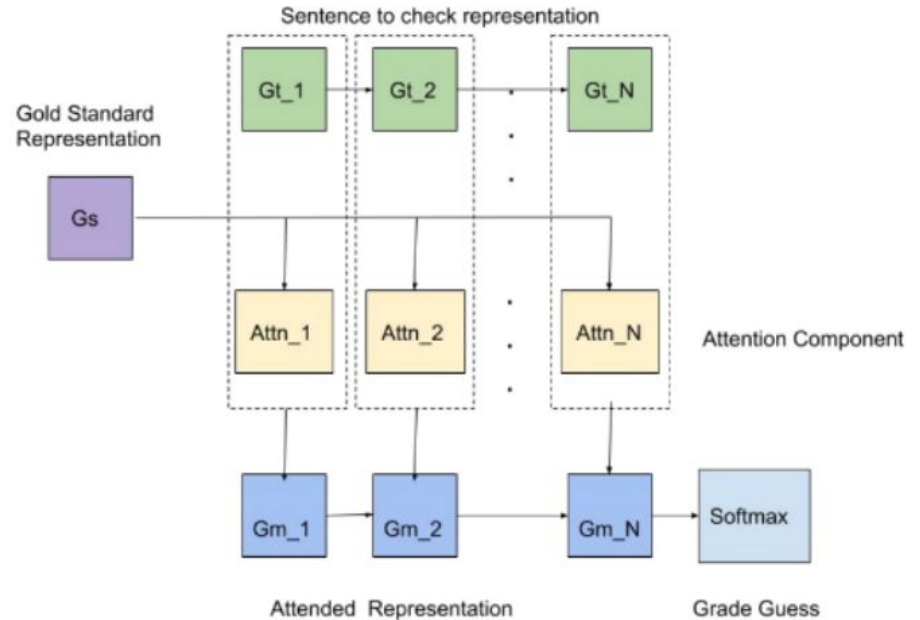 Sentence to check representation
Gt_1 Gt_2 Gt_N
Gold Standard
Representation
Gs
Attn_1 Attn_2 Attn_N
Attention Component
Gm_1 Gm_2 Gm_N Softmax
Attended Representation Grade Guess